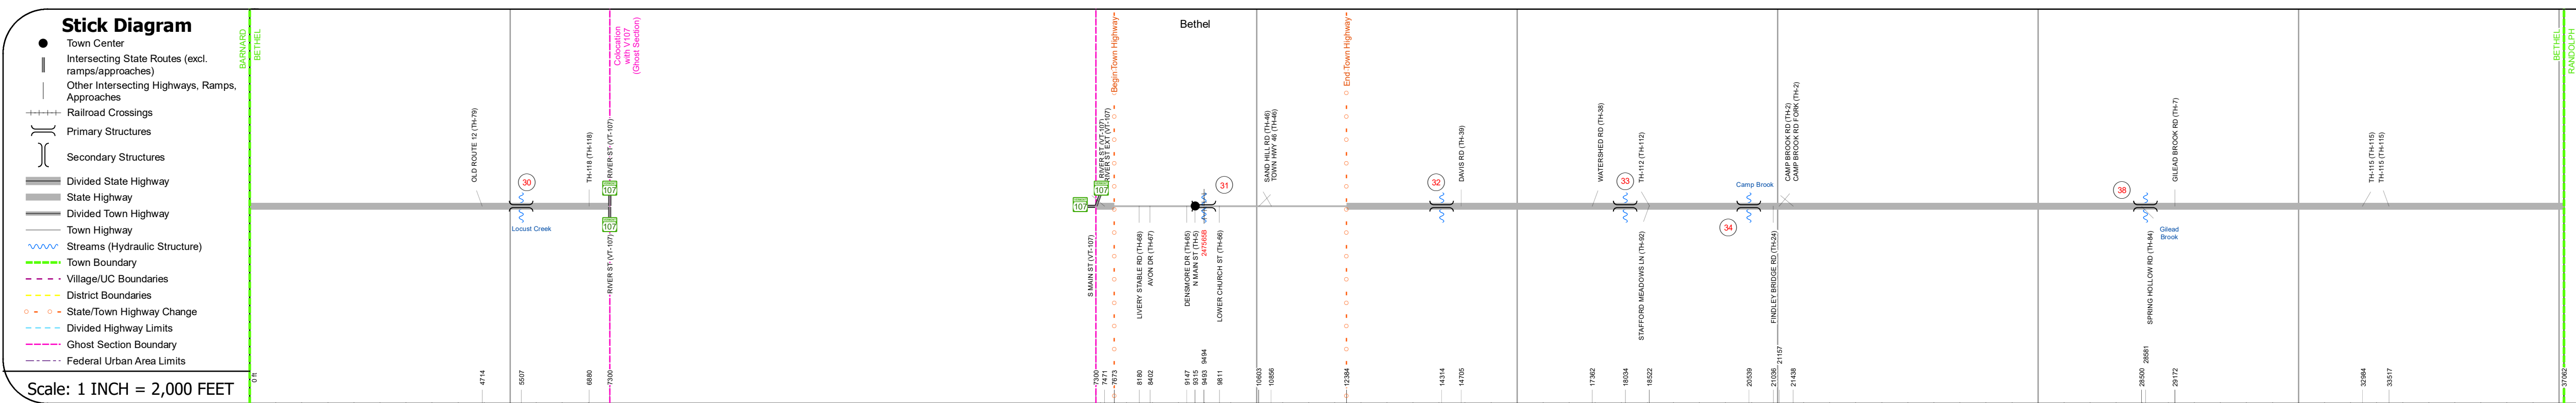 Stick Diagram
Town Center
Intersecting State Routes (excl.
ramps/approaches)
Other Intersecting Highways, Ramps,
Approaches
Railroad Crossings
Primary Structures
Secondary Structures
Divided State Highway
State Highway
Divided Town Highway
Town Highway
Streams (Hydraulic Structure)
Town Boundary
Village/UC Boundaries
District Boundaries
State/Town Highway Change
Divided Highway Limits
Ghost Section Boundary
Federal Urban Area Limits
Scale: 1 INCH = 2,000 FEET
BARNARD
BETHEL
Colocation
with V107
(Ghost Section)
Begin Town Highway
Bethel
End Town Highway
BETHEL
RANDOLPH
OLD ROUTE 12 (TH-79)
TH-118 (TH-118)
RIVER ST (VT-107)
RIVER ST (VT-107)
RIVER ST EXT (VT-107)
SAND HILL RD (TH-46)
TOWN HWY 46 (TH-46)
DAVIS RD (TH-39)
WATERSHED RD (TH-38)
TH-112 (TH-112)
CAMP BROOK RD (TH-2)
CAMP BROOK RD FORK (TH-2)
GILEAD BROOK RD (TH-7)
TH-115 (TH-115)
TH-115 (TH-115)
30
107
107
107
107
31
32
33
Camp Brook
34
38
Locust Creek
Gilead
Brook
RIVER ST (VT-107)
S MAIN ST (VT-107)
LIVERY STABLE RD (TH-68)
AVON DR (TH-67)
DENSMORE DR (TH-65)
N MAIN ST (TH-5)
247565B
LOWER CHURCH ST (TH-66)
STAFFORD MEADOWS LN (TH-92)
FINDLEY BRIDGE RD (TH-24)
SPRING HOLLOW RD (TH-84)
0 ft
4714
5507
6880
7300
7300
7471
7673
8180
8402
9147
9315
9493
9494
9811
10603
10856
12384
14314
14705
17362
18034
18522
20539
21036
21157
21438
28500
28581
29172
32984
33517
37062